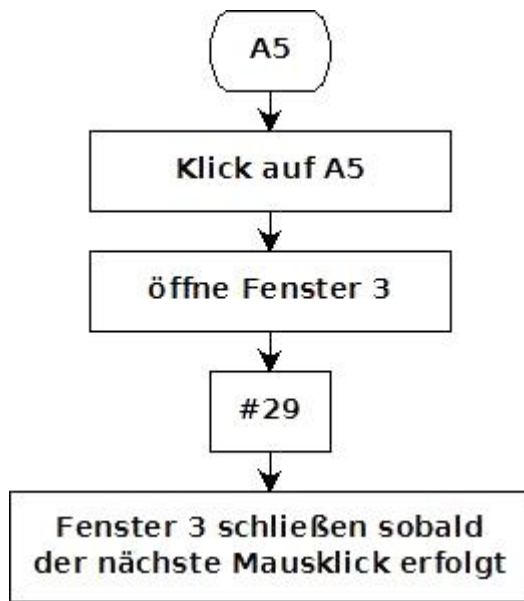 A5
Klick auf A5
öffne Fenster 3
#29
Fenster 3 schließen sobald
der nächste Mausklick erfolgt